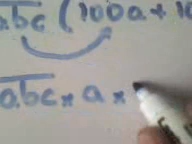 abc (100a + 10
abc × a ×